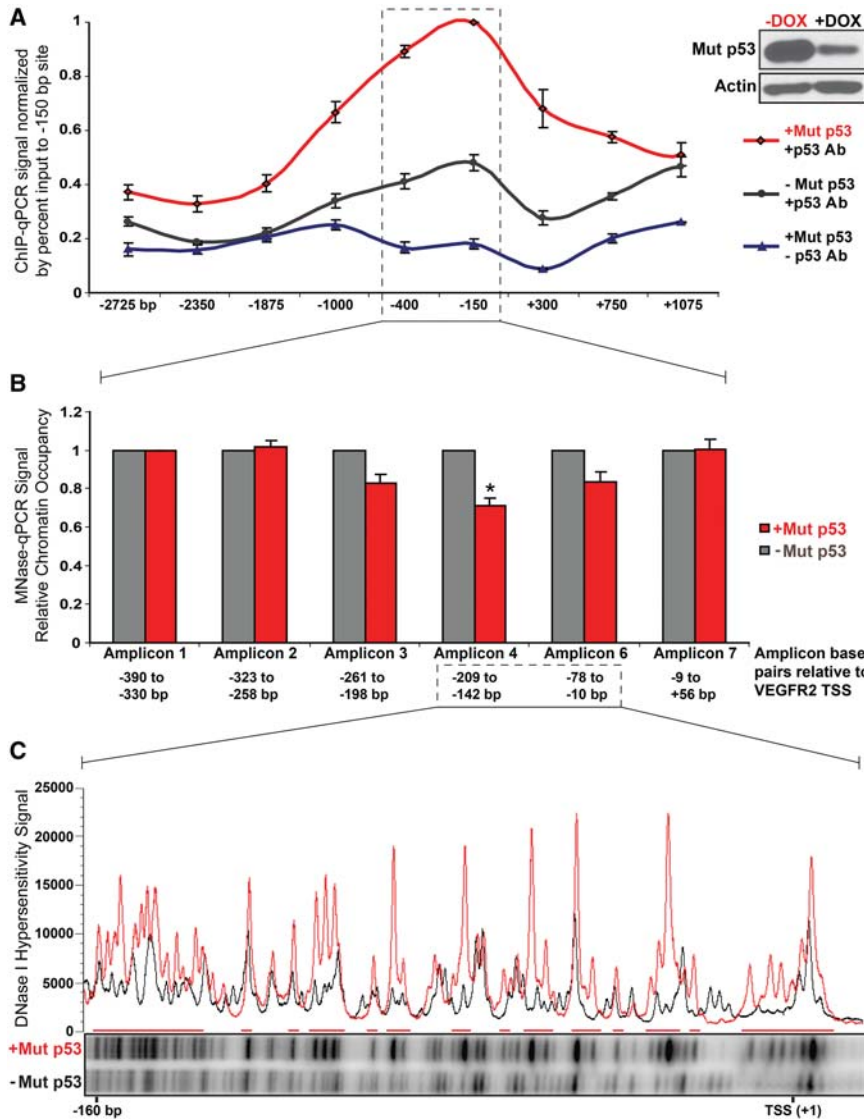 A
ChIP-qPCR signal normalized
by percent input to -150 bp site
1
0.8
0.6
0.4
0.2
0
-2725 bp
-2350
-1875
-1000
-400
-150
+300
+750
+1075
-DOX +DOX
Mut p53
Actin
+Mut p53
+p53 Ab
- Mut p53
+p53 Ab
+Mut p53
- p53 Ab
B
MNase-qPCR Signal
Relative Chromatin Occupancy
1.2
1
0.8
0.6
0.4
0.2
0
*
+Mut p53
-Mut p53
Amplicon 1
Amplicon 2
Amplicon 3
Amplicon 4
Amplicon 6
Amplicon 7
Amplicon base
pairs relative to
VEGFR2 TSS
-390 to
-330 bp
-323 to
-258 bp
-261 to
-198 bp
-209 to
-142 bp
-78 to
-10 bp
-9 to
+56 bp
C
DNase I Hypersensitivity Signal
25000
20000
15000
10000
5000
0
+Mut p53
-Mut p53
-160 bp
TSS (+1)